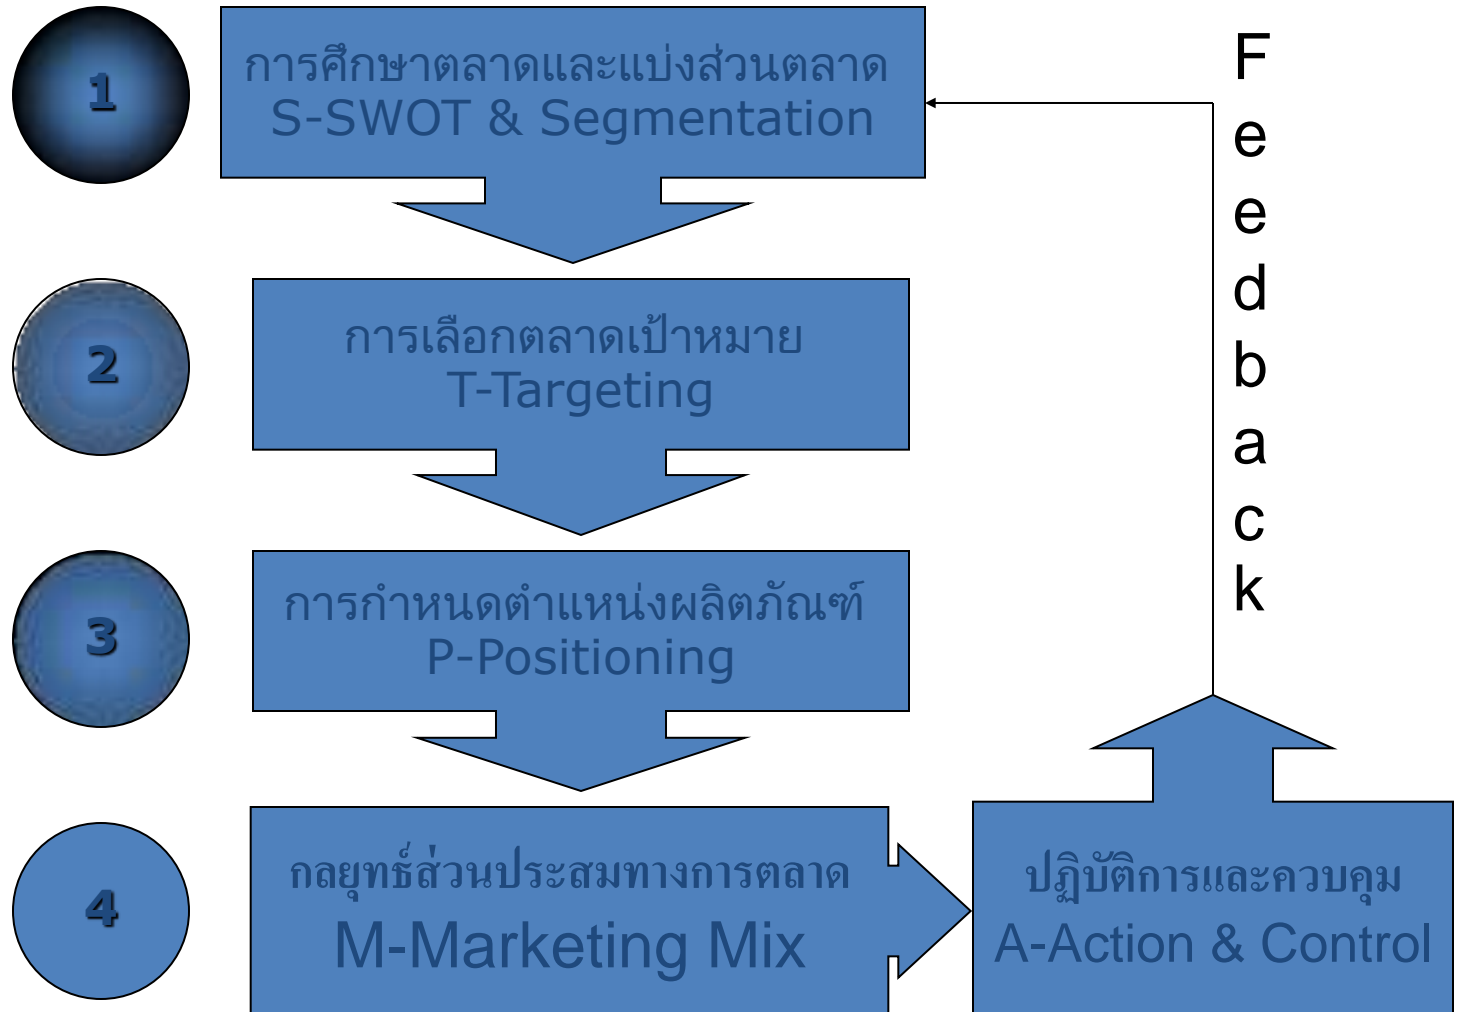 1
การศึกษาตลาดและแบ่งส่วนตลาด
S-SWOT & Segmentation
2
การเลือกตลาดเป้าหมาย
T-Targeting
3
การกำหนดตำแหน่งผลิตภัณฑ์
P-Positioning
4
กลยุทธ์ส่วนประสมทางการตลาด
M-Marketing Mix
ปฏิบัติการและควบคุม
A-Action & Control
F
e
e
d
b
a
c
k